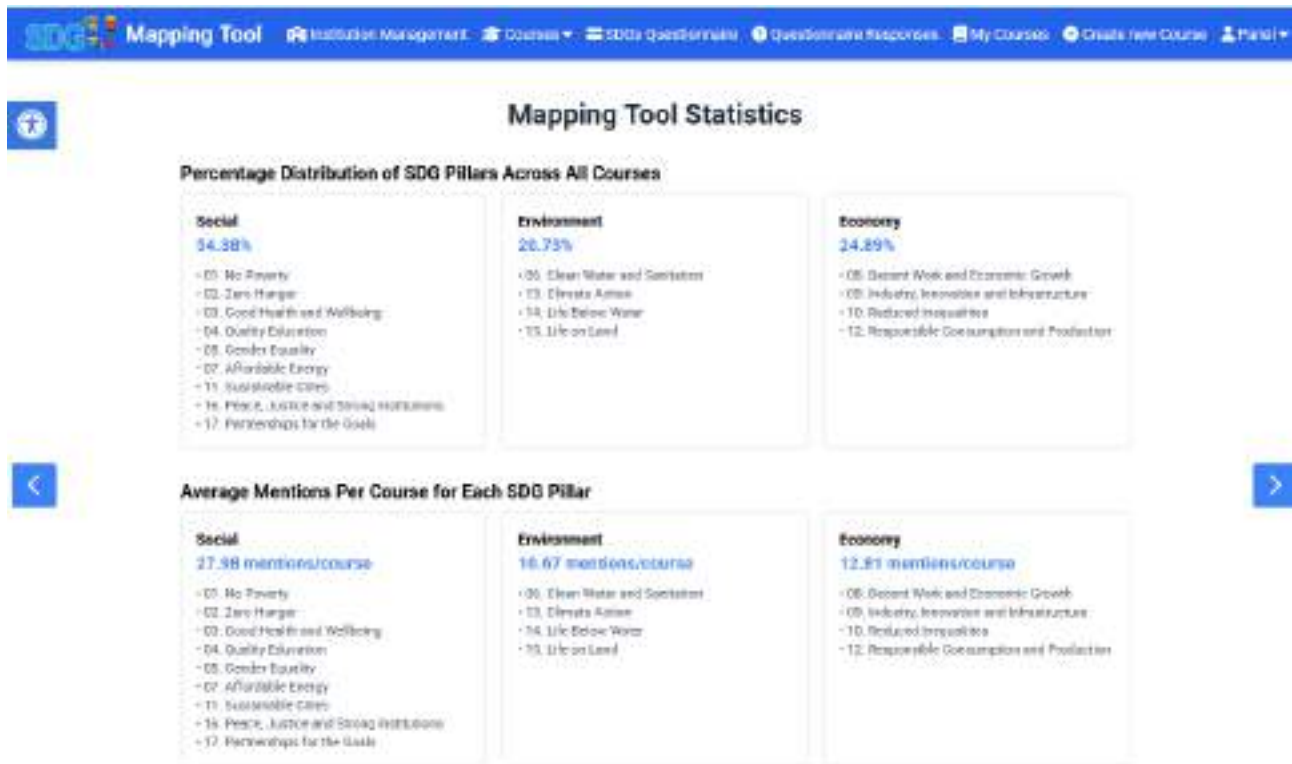 SDG Mapping Tool Institution Management Courses SDGs Questionnaire Questionnaire Responses My Courses Create new Course Panel
Mapping Tool Statistics
Percentage Distribution of SDG Pillars Across All Courses
Social
54.38%
- 01. No Poverty
- 02. Zero Hunger
- 03. Good Health and Wellbeing
- 04. Quality Education
- 05. Gender Equality
- 07. Affordable Energy
- 11. Sustainable Cities
- 16. Peace, Justice and Strong Institutions
- 17. Partnerships for the Goals
Environment
20.73%
- 06. Clean Water and Sanitation
- 13. Climate Action
- 14. Life Below Water
- 15. Life on Land
Economy
24.89%
- 08. Decent Work and Economic Growth
- 09. Industry, Innovation and Infrastructure
- 10. Reduced Inequalities
- 12. Responsible Consumption and Production
Average Mentions Per Course for Each SDG Pillar
Social
27.98 mentions/course
- 01. No Poverty
- 02. Zero Hunger
- 03. Good Health and Wellbeing
- 04. Quality Education
- 05. Gender Equality
- 07. Affordable Energy
- 11. Sustainable Cities
- 16. Peace, Justice and Strong Institutions
- 17. Partnerships for the Goals
Environment
10.67 mentions/course
- 06. Clean Water and Sanitation
- 13. Climate Action
- 14. Life Below Water
- 15. Life on Land
Economy
12.81 mentions/course
- 08. Decent Work and Economic Growth
- 09. Industry, Innovation and Infrastructure
- 10. Reduced Inequalities
- 12. Responsible Consumption and Production